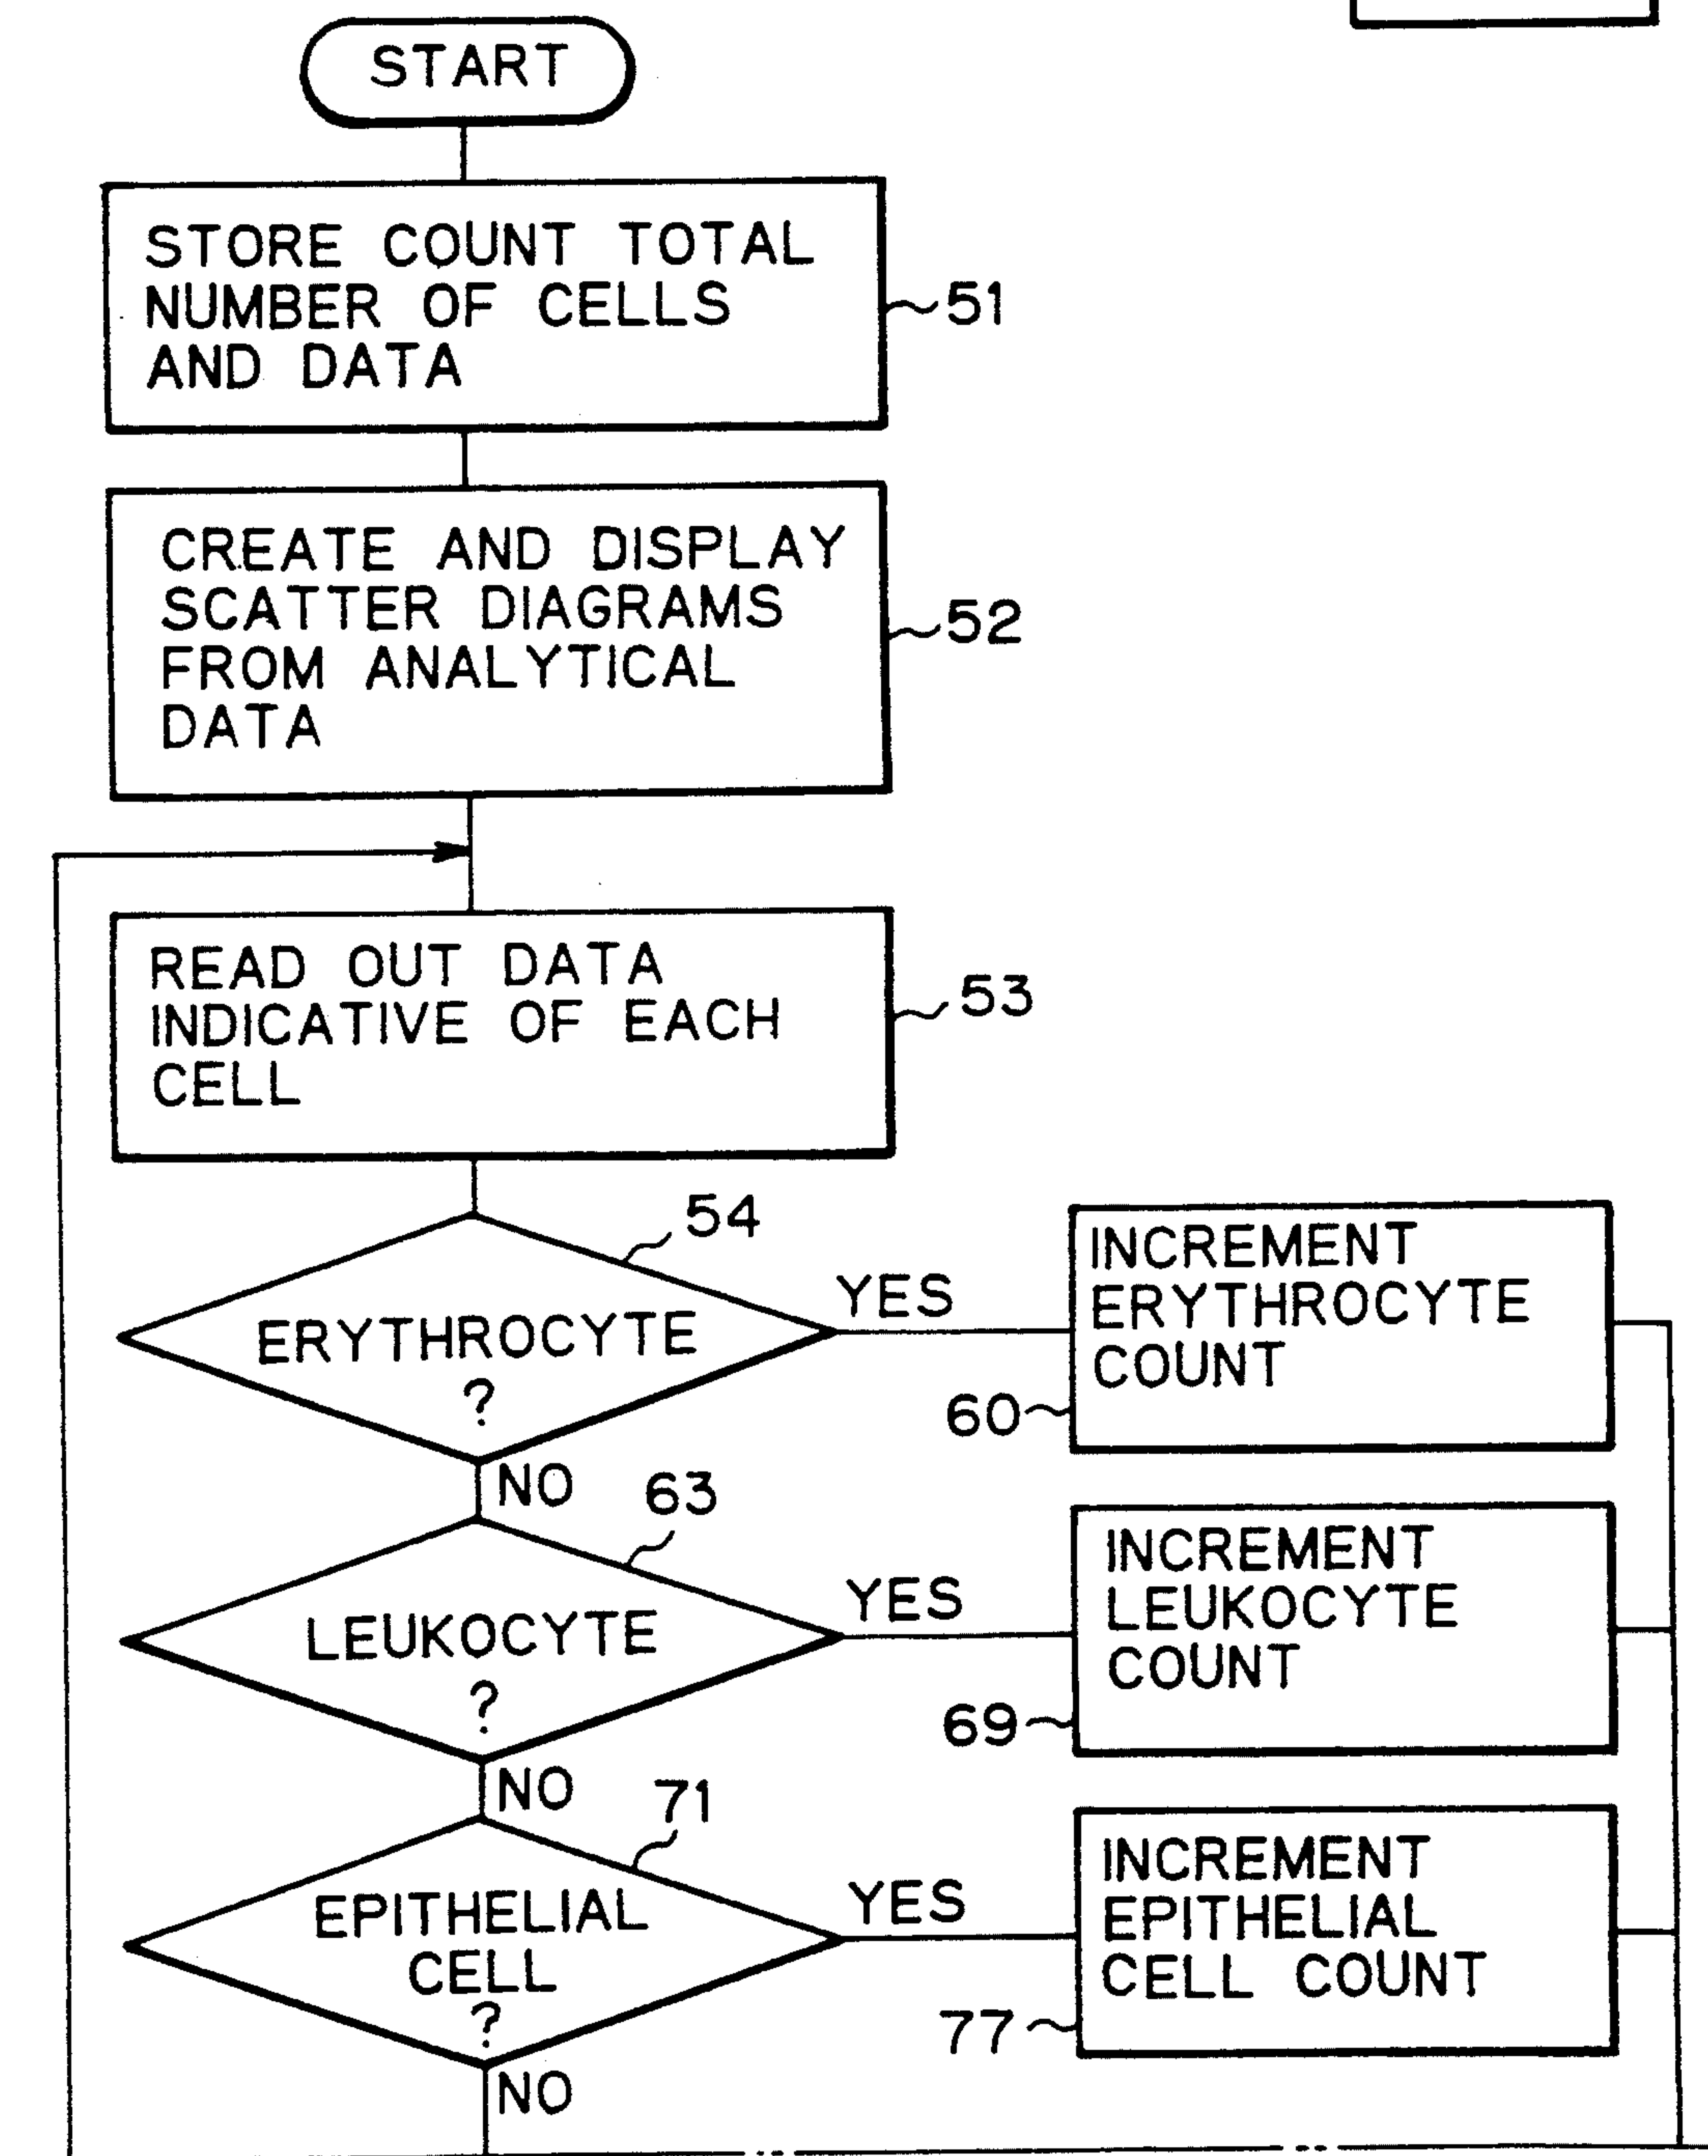 START
STORE COUNT TOTAL
NUMBER OF CELLS
AND DATA
51
CREATE AND DISPLAY
SCATTER DIAGRAMS
FROM ANALYTICAL
DATA
52
READ OUT DATA
INDICATIVE OF EACH
CELL
53
54
ERYTHROCYTE
?
YES
INCREMENT
ERYTHROCYTE
COUNT
60
NO
63
LEUKOCYTE
?
YES
INCREMENT
LEUKOCYTE
COUNT
69
NO
71
EPITHELIAL
CELL
?
YES
INCREMENT
EPITHELIAL
CELL COUNT
77
NO